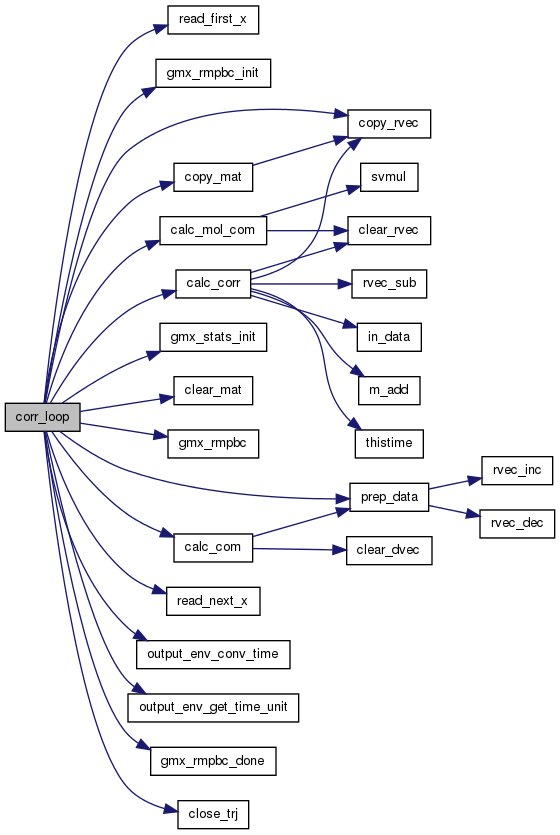 read_first_x
gmx_rmpbc_init
copy_rvec
copy_mat
svmul
calc_mol_com
clear_rvec
calc_corr
rvec_sub
gmx_stats_init
in_data
clear_mat
m_add
corr_loop
gmx_rmpbc
thistime
rvec_inc
prep_data
rvec_dec
calc_com
clear_dvec
read_next_x
output_env_conv_time
output_env_get_time_unit
gmx_rmpbc_done
close_trj